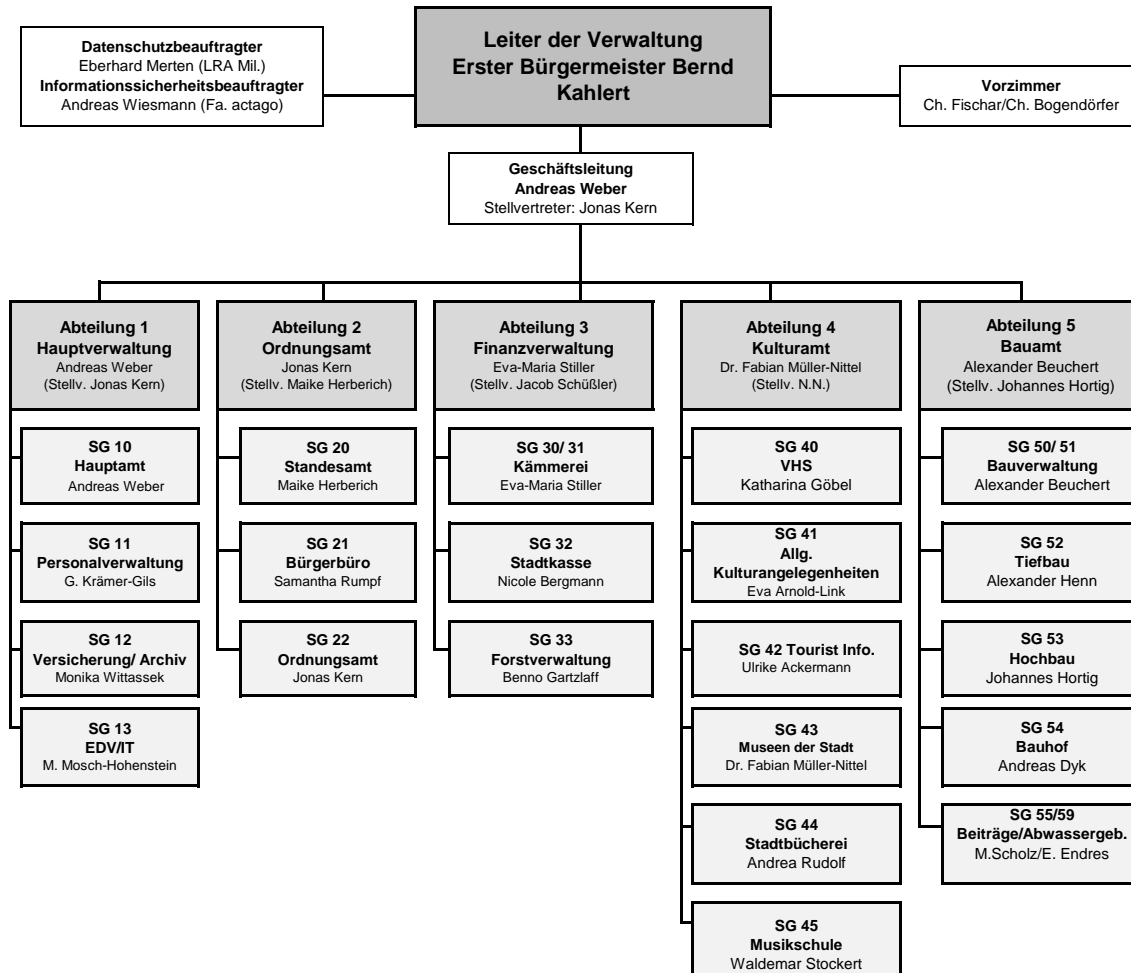 Datenschutzbeauftragter
Eberhard Merten (LRA Mil.)
Informationssicherheitsbeauftragter
Andreas Wiesmann (Fa. actago)
Leiter der Verwaltung
Erster Bürgermeister Bernd
Kahlert
Vorzimmer
Ch. Fischar/Ch. Bogendörfer
Geschäftsleitung
Andreas Weber
Stellvertreter: Jonas Kern
Abteilung 1
Hauptverwaltung
Andreas Weber
(Stellv. Jonas Kern)
SG 10
Hauptamt
Andreas Weber
SG 11
Personalverwaltung
G. Krämer-Gils
SG 12
Versicherung/ Archiv
Monika Wittassek
SG 13
EDV/IT
M. Mosch-Hohenstein
Abteilung 2
Ordnungsamt
Jonas Kern
(Stellv. Maike Herberich)
SG 20
Standesamt
Maike Herberich
SG 21
Bürgerbüro
Samantha Rumpf
SG 22
Ordnungsamt
Jonas Kern
Abteilung 3
Finanzverwaltung
Eva-Maria Stiller
(Stellv. Jacob Schüßler)
SG 30/ 31
Kämmerei
Eva-Maria Stiller
SG 32
Stadtkasse
Nicole Bergmann
SG 33
Forstverwaltung
Benno Gartzlaff
Abteilung 4
Kulturamt
Dr. Fabian Müller-Nittel
(Stellv. N.N.)
SG 40
VHS
Katharina Göbel
SG 41
Allg.
Kulturangelegenheiten
Eva Arnold-Link
SG 42 Tourist Info.
Ulrike Ackermann
SG 43
Museen der Stadt
Dr. Fabian Müller-Nittel
SG 44
Stadtbücherei
Andrea Rudolf
SG 45
Musikschule
Waldemar Stockert
Abteilung 5
Bauamt
Alexander Beuchert
(Stellv. Johannes Hortig)
SG 50/ 51
Bauverwaltung
Alexander Beuchert
SG 52
Tiefbau
Alexander Henn
SG 53
Hochbau
Johannes Hortig
SG 54
Bauhof
Andreas Dyk
SG 55/59
Beiträge/Abwassergeb.
M.Scholz/E. Endres